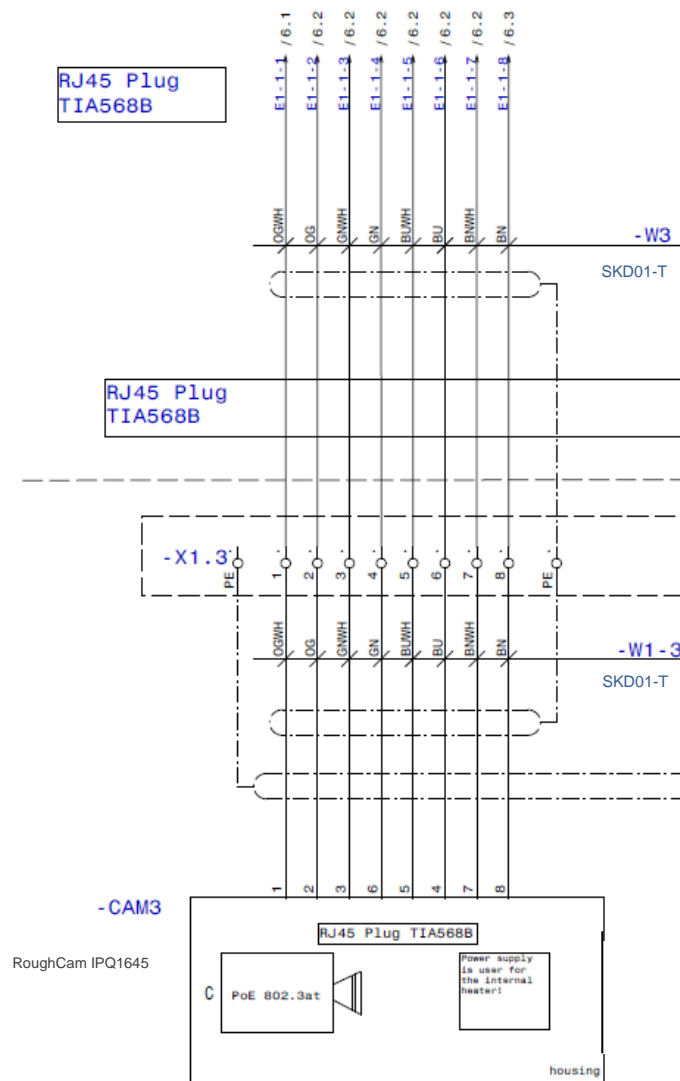 /6.1 /6.2 /6.2 /6.2 /6.2 /6.2 /6.2 /6.3
E1-1-1 E1-1-2 E1-1-3 E1-1-4 E1-1-5 E1-1-6 E1-1-7 E1-1-8
RJ45 Plug
TIA568B
OGWH OG GNWH GN BUWH BU BNWH BN
-W3
SKD01-T
RJ45 Plug
TIA568B
-X1.3
PE 1 2 3 4 5 6 7 8 PE
OGWH OG GNWH GN BUWH BU BNWH BN
-W1-3
SKD01-T
1 2 3 6 5 4 7 8
-CAM3
RJ45 Plug TIA568B
RoughCam IPQ1645
C
PoE 802.3at
Power supply
is user for
the internal
heater!
housing